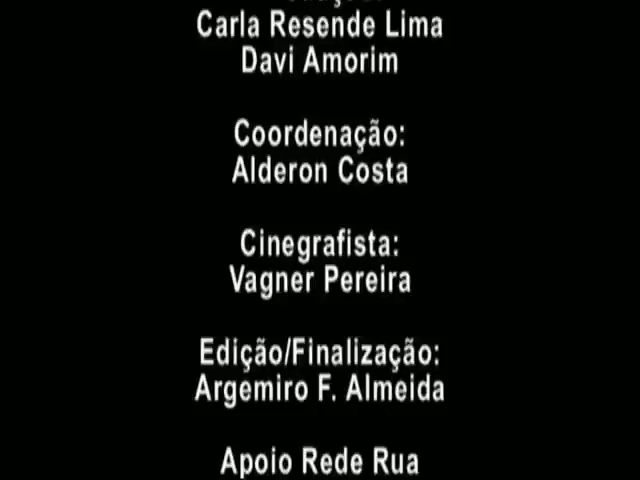 Carla Resende Lima
Davi Amorim
Coordenação:
Alderon Costa
Cinegrafista:
Vagner Pereira
Edição/Finalização:
Argemiro F. Almeida
Apoio Rede Rua